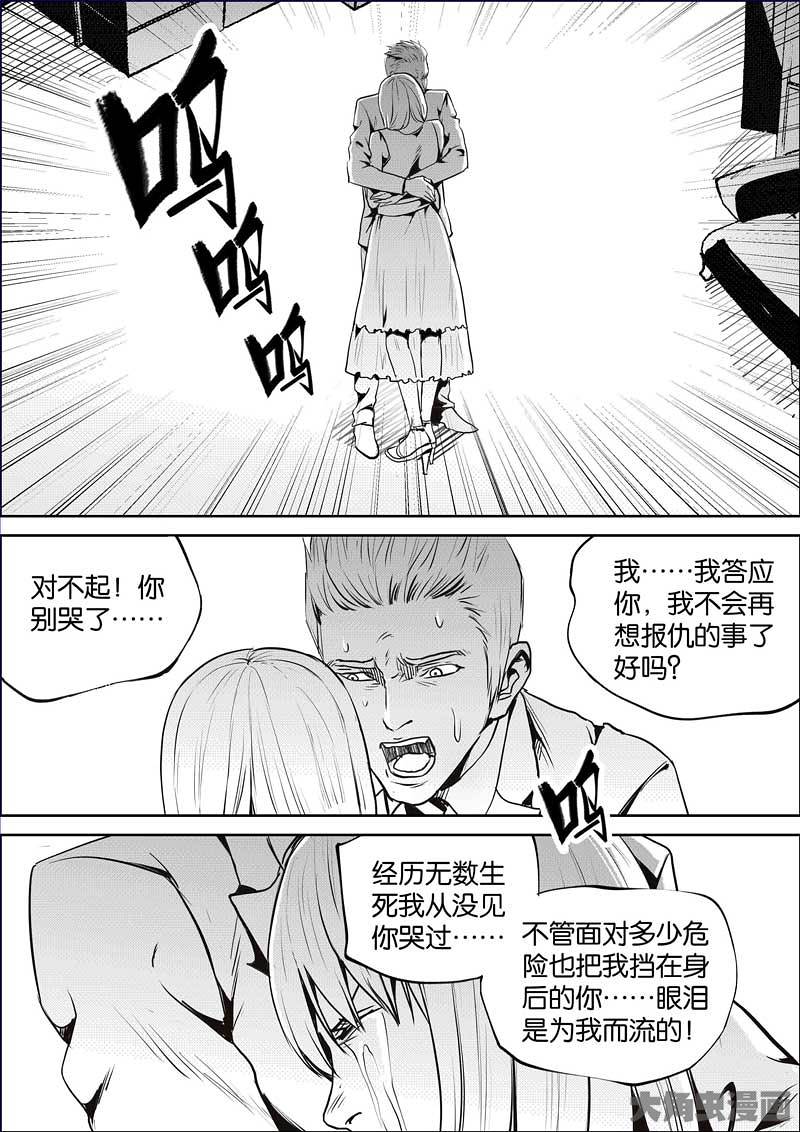 呜
呜
呜
对不起！你
别哭了……
我……我答应
你，我不会再
想报仇的事了
好吗？
呜
经历无数生
死我从没见
你哭过……
不管面对多少危
险也把我挡在身
后的你……眼泪
是为我而流的！
大角虫漫画